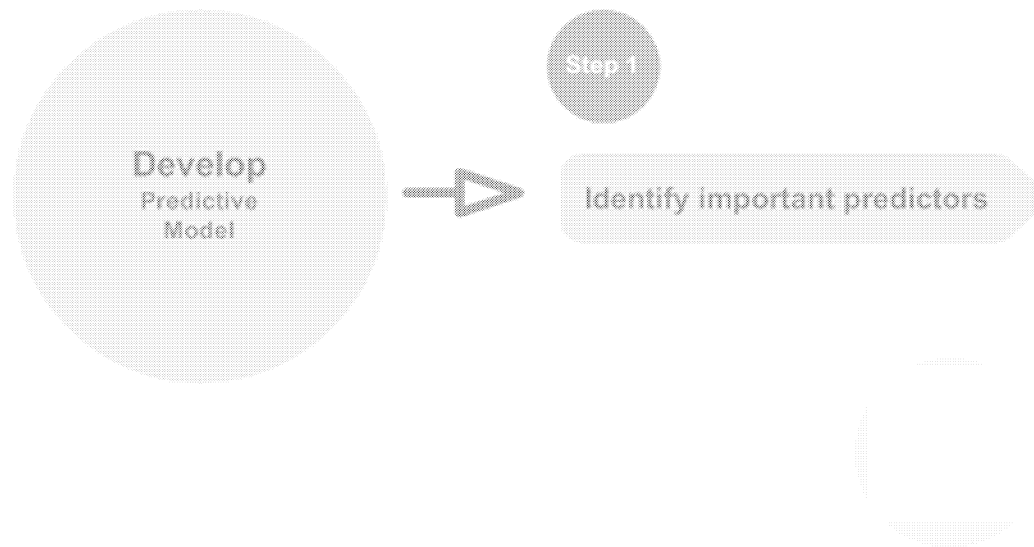 Develop
Predictive
Model
Step 1
Identify important predictors